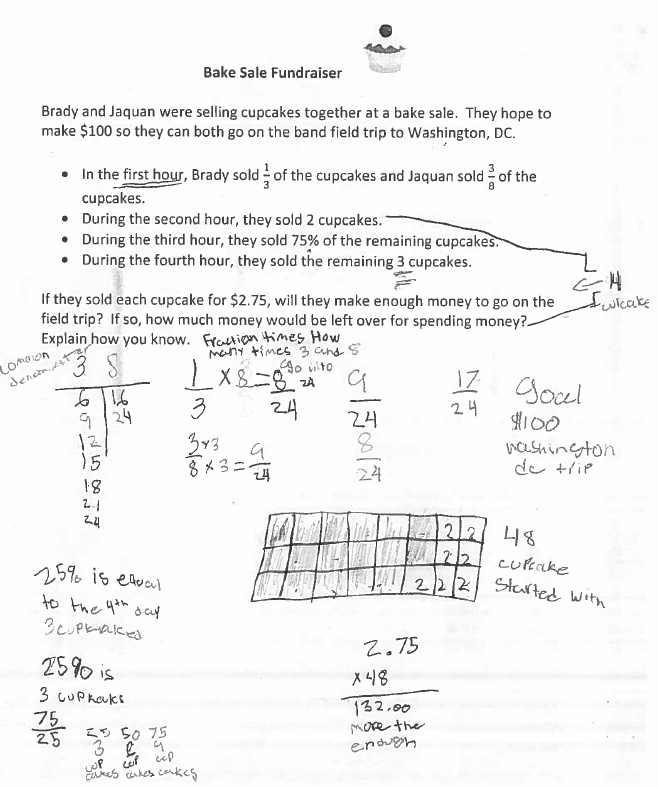 Bake Sale Fundraiser
Brady and Jaquan were selling cupcakes together at a bake sale. They hope to
make $100 so they can both go on the band field trip to Washington, DC.
• In the first hour, Brady sold 1/3 of the cupcakes and Jaquan sold 3/8 of the
cupcakes.
• During the second hour, they sold 2 cupcakes.
• During the third hour, they sold 75% of the remaining cupcakes.
• During the fourth hour, they sold the remaining 3 cupcakes.
14
If they sold each cupcake for $2.75, will they make enough money to go on the
field trip? If so, how much money would be left over for spending money?
Explain how you know. Fraction times How
many times 3 and 8
go into
24
common
denominator
3 8
6 16
9 24
12
15
18
21
24
1/3 × 8 = 8/24
3×3
8×3 = 9/24
9/24
8/24
17/24
Goal
$100
washington
dc trip
2 2
2 2
2 2 2
48
cupcake
started with
25% is equal
to the 4th day
3 cupkakes
25% is
3 cupkakes
75
25
25 50 75
3 9
cup cup cup
cakes cakes cakes
2.75
×48
132.00
more the
enough